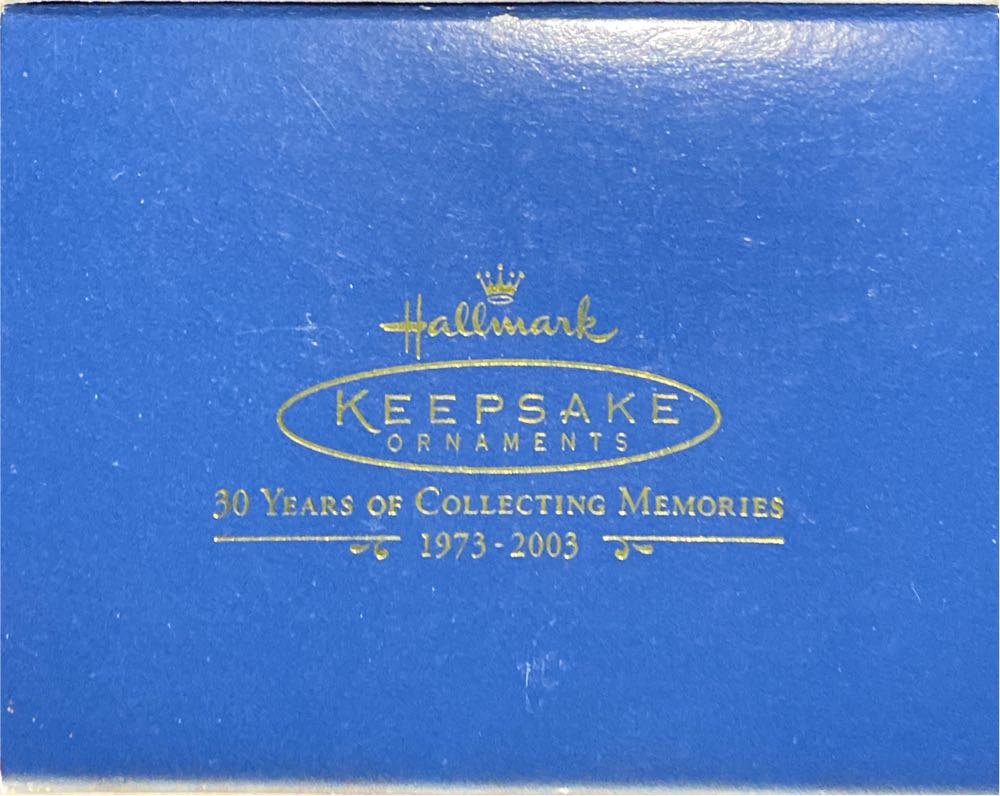 Hallmark
KEEPSAKE
ORNAMENTS
30 YEARS OF COLLECTING MEMORIES
1973-2003